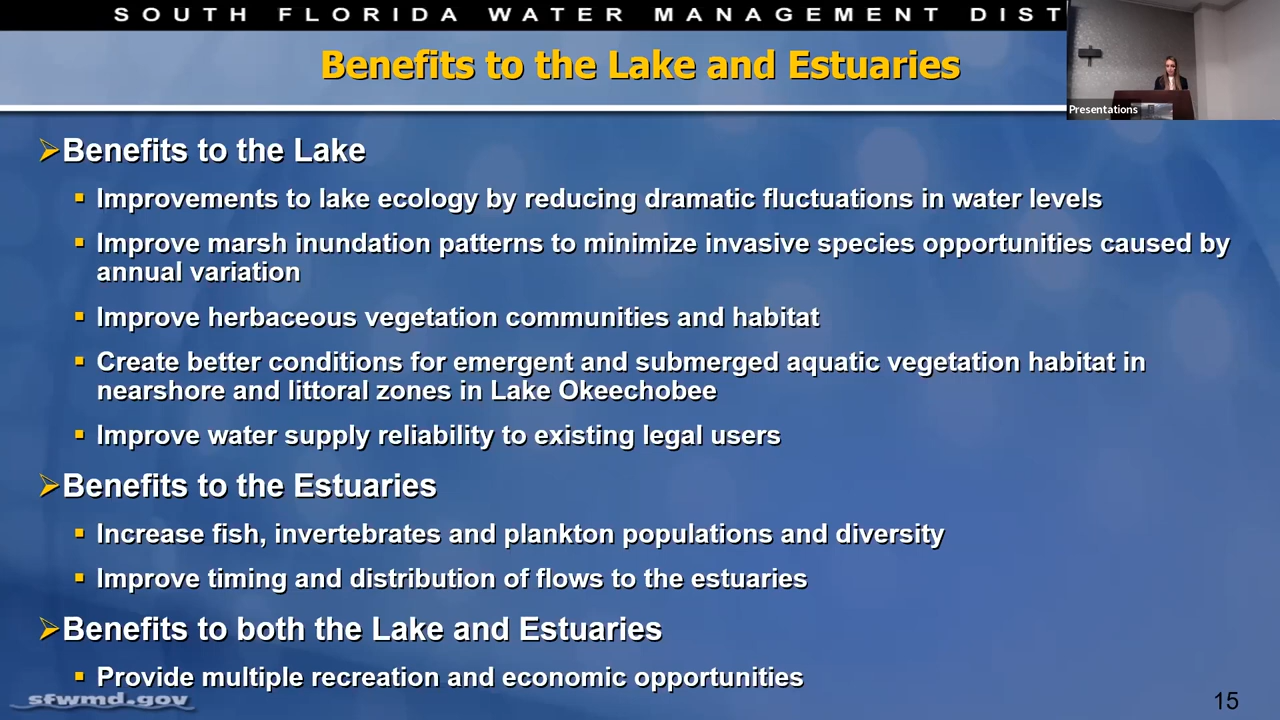 SOUTH FLORIDA WATER MANAGEMENT DIST
Benefits to the Lake and Estuaries
Presentations
➢Benefits to the Lake
▪ Improvements to lake ecology by reducing dramatic fluctuations in water levels
▪ Improve marsh inundation patterns to minimize invasive species opportunities caused by
annual variation
▪ Improve herbaceous vegetation communities and habitat
▪ Create better conditions for emergent and submerged aquatic vegetation habitat in
nearshore and littoral zones in Lake Okeechobee
▪ Improve water supply reliability to existing legal users
➢Benefits to the Estuaries
▪ Increase fish, invertebrates and plankton populations and diversity
▪ Improve timing and distribution of flows to the estuaries
➢Benefits to both the Lake and Estuaries
▪ Provide multiple recreation and economic opportunities
sfwmd.gov
15